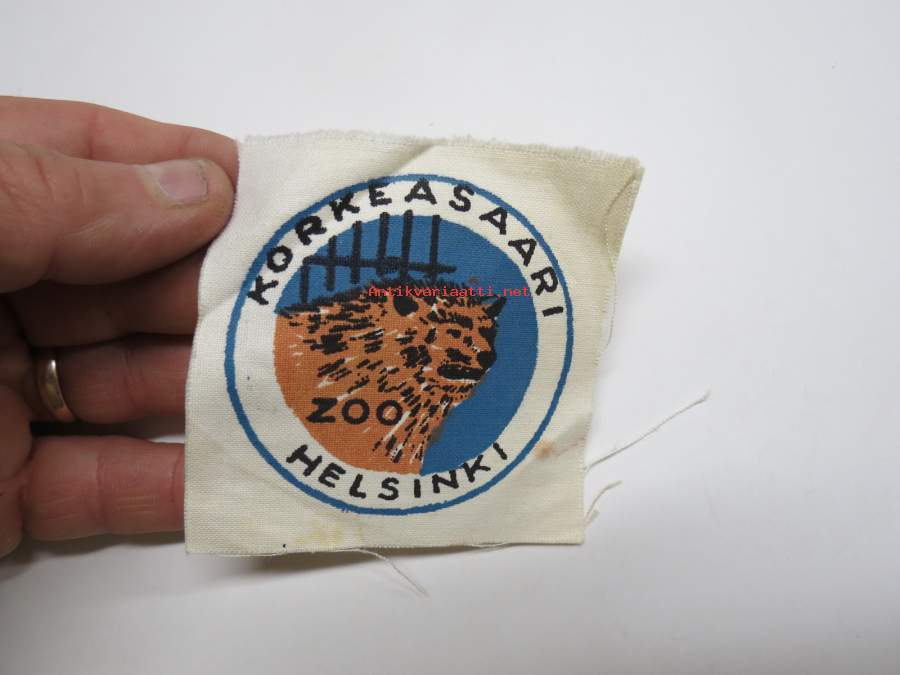 KORKEASAARI
Antikvariaatti.net
ZOO
HELSINKI